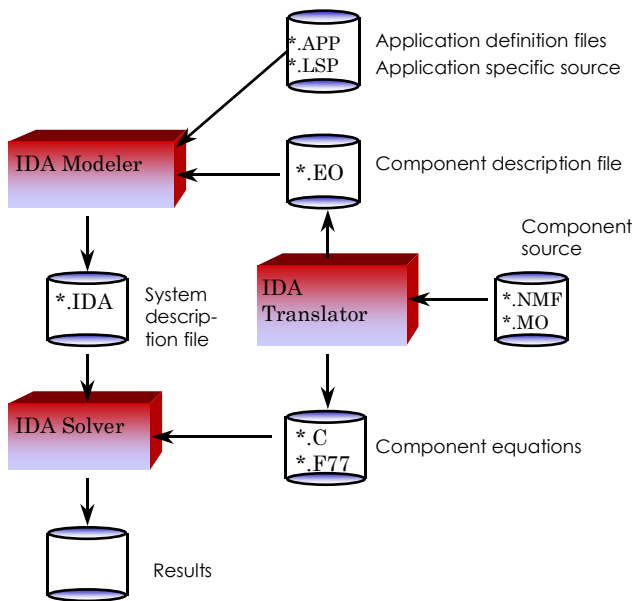 *.APP
*.LSP
Application definition files
Application specific source
IDA Modeler
*.EO
Component description file
Component
source
*.IDA
System
descrip-
tion file
IDA
Translator
*.NMF
*.MO
IDA Solver
*.C
*.F77
Component equations
Results